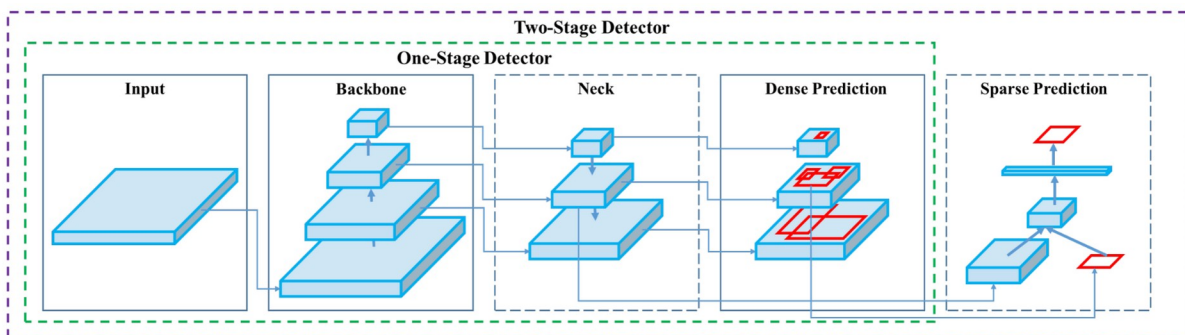 Two-Stage Detector
One-Stage Detector
Input
Backbone
Neck
Dense Prediction
Sparse Prediction